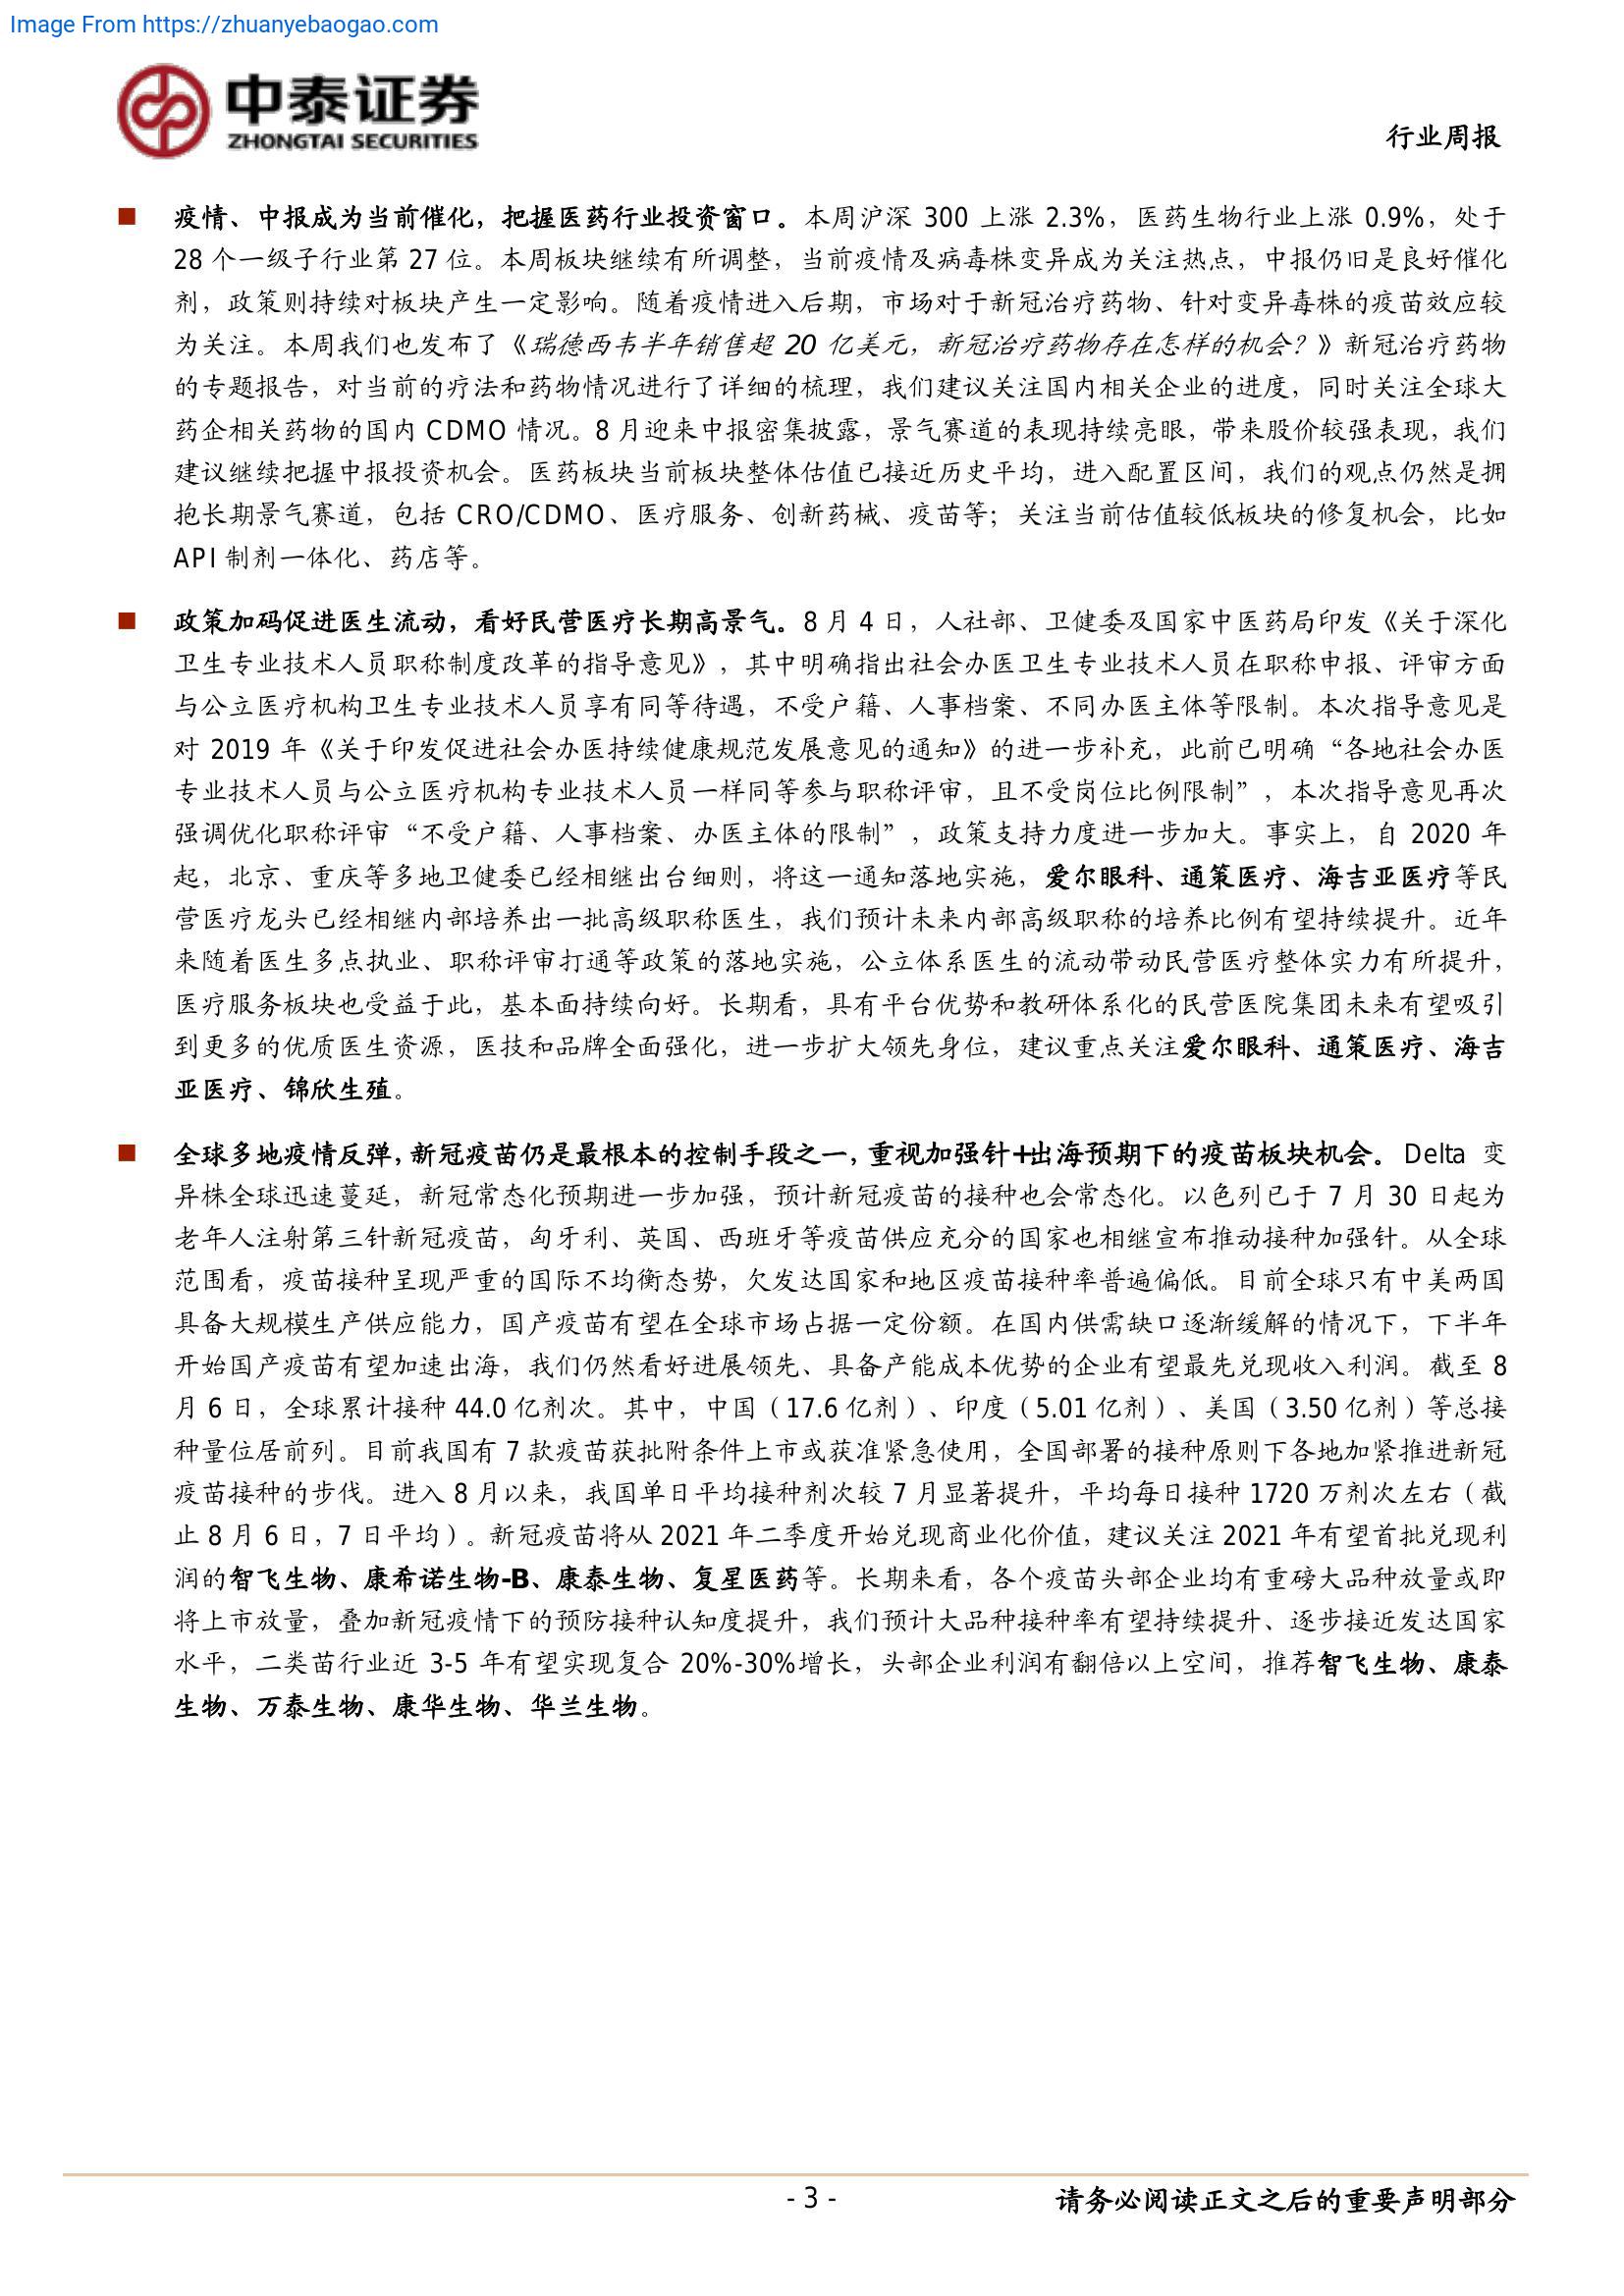 Image From https://zhuanyebaogao.com
中泰证券
ZHONGTAI SECURITIES
行业周报
■ 疫情、中报成为当前催化，把握医药行业投资窗口。本周沪深 300 上涨 2.3%，医药生物行业上涨 0.9%，处于
28 个一级子行业第 27 位。本周板块继续有所调整，当前疫情及病毒株变异成为关注热点，中报仍旧是良好催化
剂，政策则持续对板块产生一定影响。随着疫情进入后期，市场对于新冠治疗药物、针对变异毒株的疫苗效应较
为关注。本周我们也发布了《瑞德西韦半年销售超 20 亿美元，新冠治疗药物存在怎样的机会？》新冠治疗药物
的专题报告，对当前的疗法和药物情况进行了详细的梳理，我们建议关注国内相关企业的进度，同时关注全球大
药企相关药物的国内 CDMO 情况。8 月迎来中报密集披露，景气赛道的表现持续亮眼，带来股价较强表现，我们
建议继续把握中报投资机会。医药板块当前板块整体估值已接近历史平均，进入配置区间，我们的观点仍然是拥
抱长期景气赛道，包括 CRO/CDMO、医疗服务、创新药械、疫苗等；关注当前估值较低板块的修复机会，比如
API 制剂一体化、药店等。
■ 政策加码促进医生流动，看好民营医疗长期高景气。8 月 4 日，人社部、卫健委及国家中医药局印发《关于深化
卫生专业技术人员职称制度改革的指导意见》，其中明确指出社会办医卫生专业技术人员在职称申报、评审方面
与公立医疗机构卫生专业技术人员享有同等待遇，不受户籍、人事档案、不同办医主体等限制。本次指导意见是
对 2019 年《关于印发促进社会办医持续健康规范发展意见的通知》的进一步补充，此前已明确“各地社会办医
专业技术人员与公立医疗机构专业技术人员一样同等参与职称评审，且不受岗位比例限制”，本次指导意见再次
强调优化职称评审“不受户籍、人事档案、办医主体的限制”，政策支持力度进一步加大。事实上，自 2020 年
起，北京、重庆等多地卫健委已经相继出台细则，将这一通知落地实施，爱尔眼科、通策医疗、海吉亚医疗等民
营医疗龙头已经相继内部培养出一批高级职称医生，我们预计未来内部高级职称的培养比例有望持续提升。近年
来随着医生多点执业、职称评审打通等政策的落地实施，公立体系医生的流动带动民营医疗整体实力有所提升，
医疗服务板块也受益于此，基本面持续向好。长期看，具有平台优势和教研体系化的民营医院集团未来有望吸引
到更多的优质医生资源，医技和品牌全面强化，进一步扩大领先身位，建议重点关注爱尔眼科、通策医疗、海吉
亚医疗、锦欣生殖。
■ 全球多地疫情反弹，新冠疫苗仍是最根本的控制手段之一，重视加强针+出海预期下的疫苗板块机会。Delta 变
异株全球迅速蔓延，新冠常态化预期进一步加强，预计新冠疫苗的接种也会常态化。以色列已于 7 月 30 日起为
老年人注射第三针新冠疫苗，匈牙利、英国、西班牙等疫苗供应充分的国家也相继宣布推动接种加强针。从全球
范围看，疫苗接种呈现严重的国际不均衡态势，欠发达国家和地区疫苗接种率普遍偏低。目前全球只有中美两国
具备大规模生产供应能力，国产疫苗有望在全球市场占据一定份额。在国内供需缺口逐渐缓解的情况下，下半年
开始国产疫苗有望加速出海，我们仍然看好进展领先、具备产能成本优势的企业有望最先兑现收入利润。截至 8
月 6 日，全球累计接种 44.0 亿剂次。其中，中国（17.6 亿剂）、印度（5.01 亿剂）、美国（3.50 亿剂）等总接
种量位居前列。目前我国有 7 款疫苗获批附条件上市或获准紧急使用，全国部署的接种原则下各地加紧推进新冠
疫苗接种的步伐。进入 8 月以来，我国单日平均接种剂次较 7 月显著提升，平均每日接种 1720 万剂次左右（截
止 8 月 6 日，7 日平均）。新冠疫苗将从 2021 年二季度开始兑现商业化价值，建议关注 2021 年有望首批兑现利
润的智飞生物、康希诺生物-B、康泰生物、复星医药等。长期来看，各个疫苗头部企业均有重磅大品种放量或即
将上市放量，叠加新冠疫情下的预防接种认知度提升，我们预计大品种接种率有望持续提升、逐步接近发达国家
水平，二类苗行业近 3-5 年有望实现复合 20%-30%增长，头部企业利润有翻倍以上空间，推荐智飞生物、康泰
生物、万泰生物、康华生物、华兰生物。
- 3 -
请务必阅读正文之后的重要声明部分